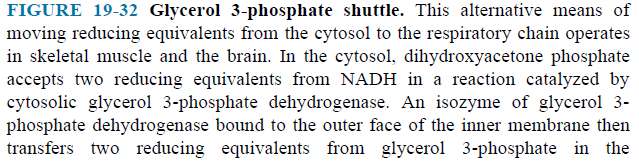 FIGURE 19-32 Glycerol 3-phosphate shuttle. This alternative means of
moving reducing equivalents from the cytosol to the respiratory chain operates
in skeletal muscle and the brain. In the cytosol, dihydroxyacetone phosphate
accepts two reducing equivalents from NADH in a reaction catalyzed by
cytosolic glycerol 3-phosphate dehydrogenase. An isozyme of glycerol 3-
phosphate dehydrogenase bound to the outer face of the inner membrane then
transfers two reducing equivalents from glycerol 3-phosphate in the